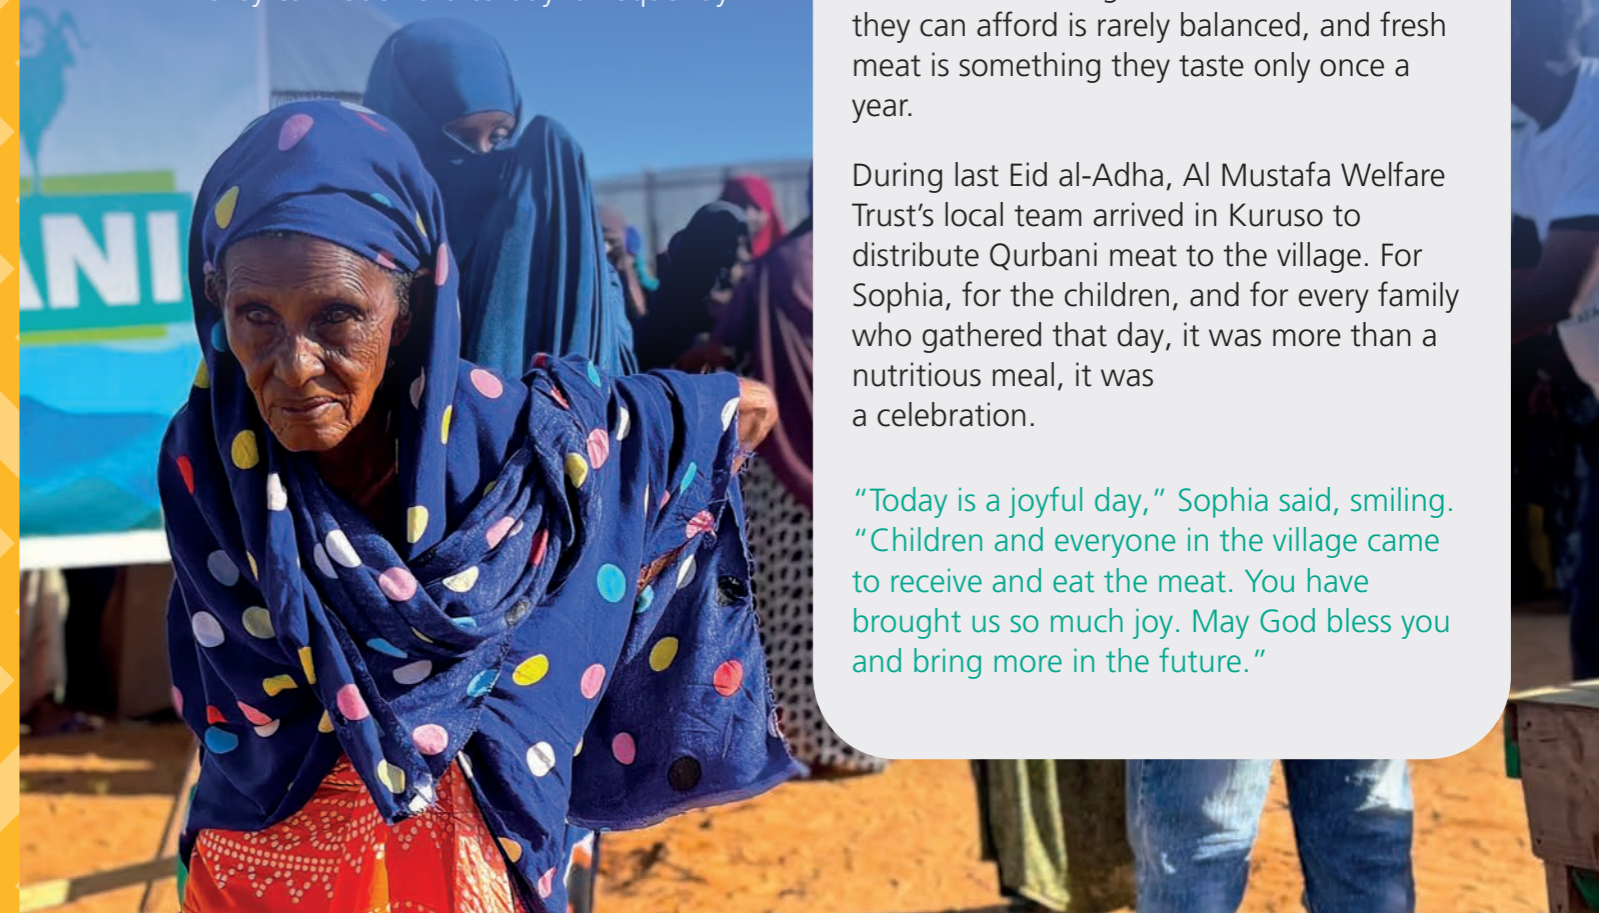 they can afford is rarely balanced, and fresh
meat is something they taste only once a
year.
During last Eid al-Adha, Al Mustafa Welfare
Trust’s local team arrived in Kuruso to
distribute Qurbani meat to the village. For
Sophia, for the children, and for every family
who gathered that day, it was more than a
nutritious meal, it was
a celebration.
“Today is a joyful day,” Sophia said, smiling.
“Children and everyone in the village came
to receive and eat the meat. You have
brought us so much joy. May God bless you
and bring more in the future.”
ANI